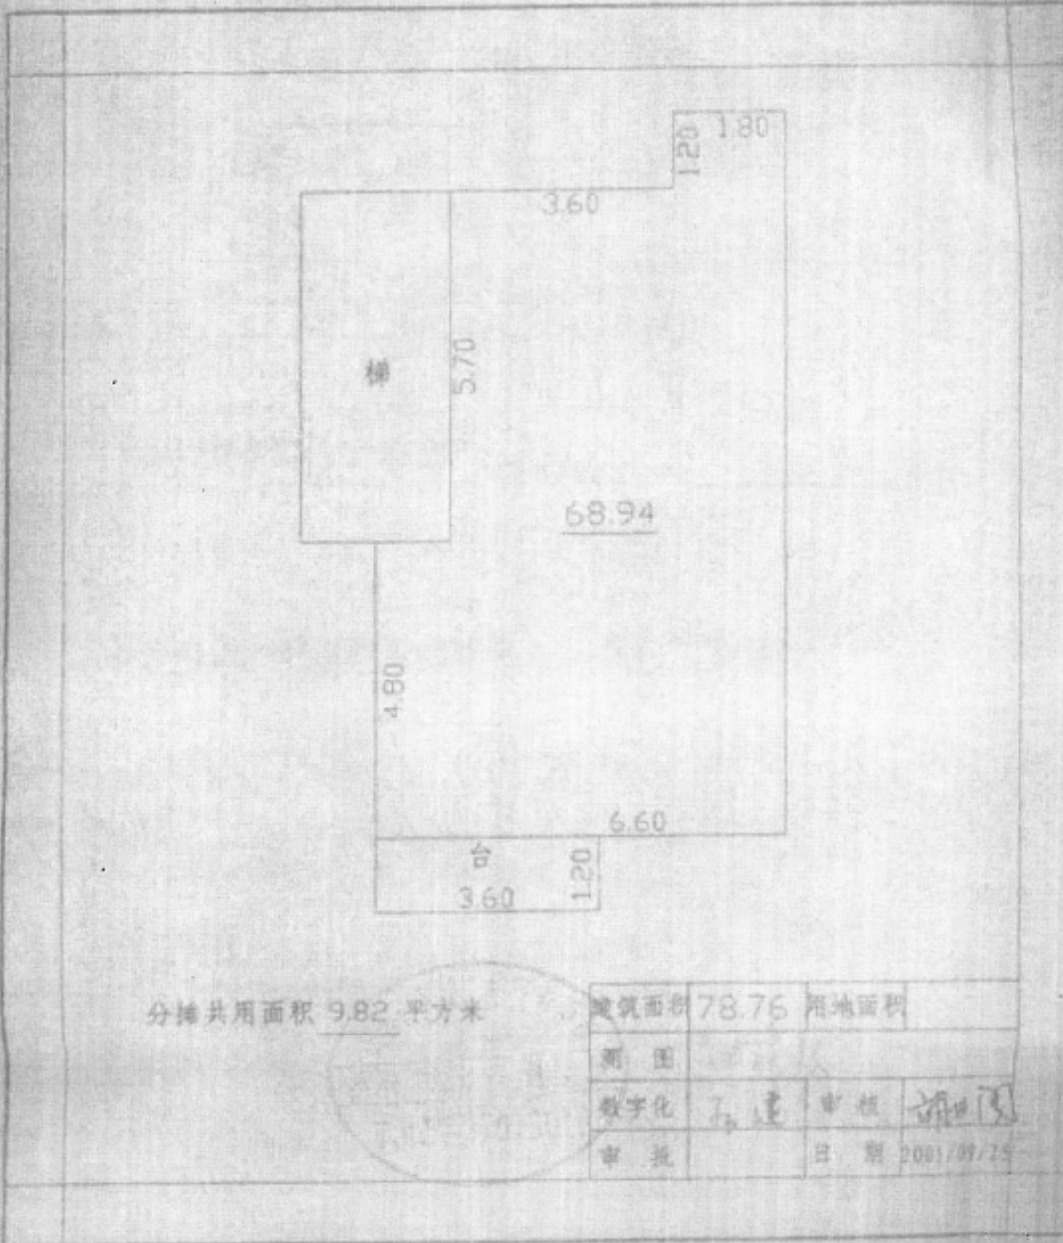 1.80
1.20
3.60
梯
5.70
68.94
4.80
6.60
台
1.20
3.60
分摊共用面积 9.82 平方米
建筑面积 78.76 用地面积
测 图
数字化 审 核
审 批 日 期 2001/09/25